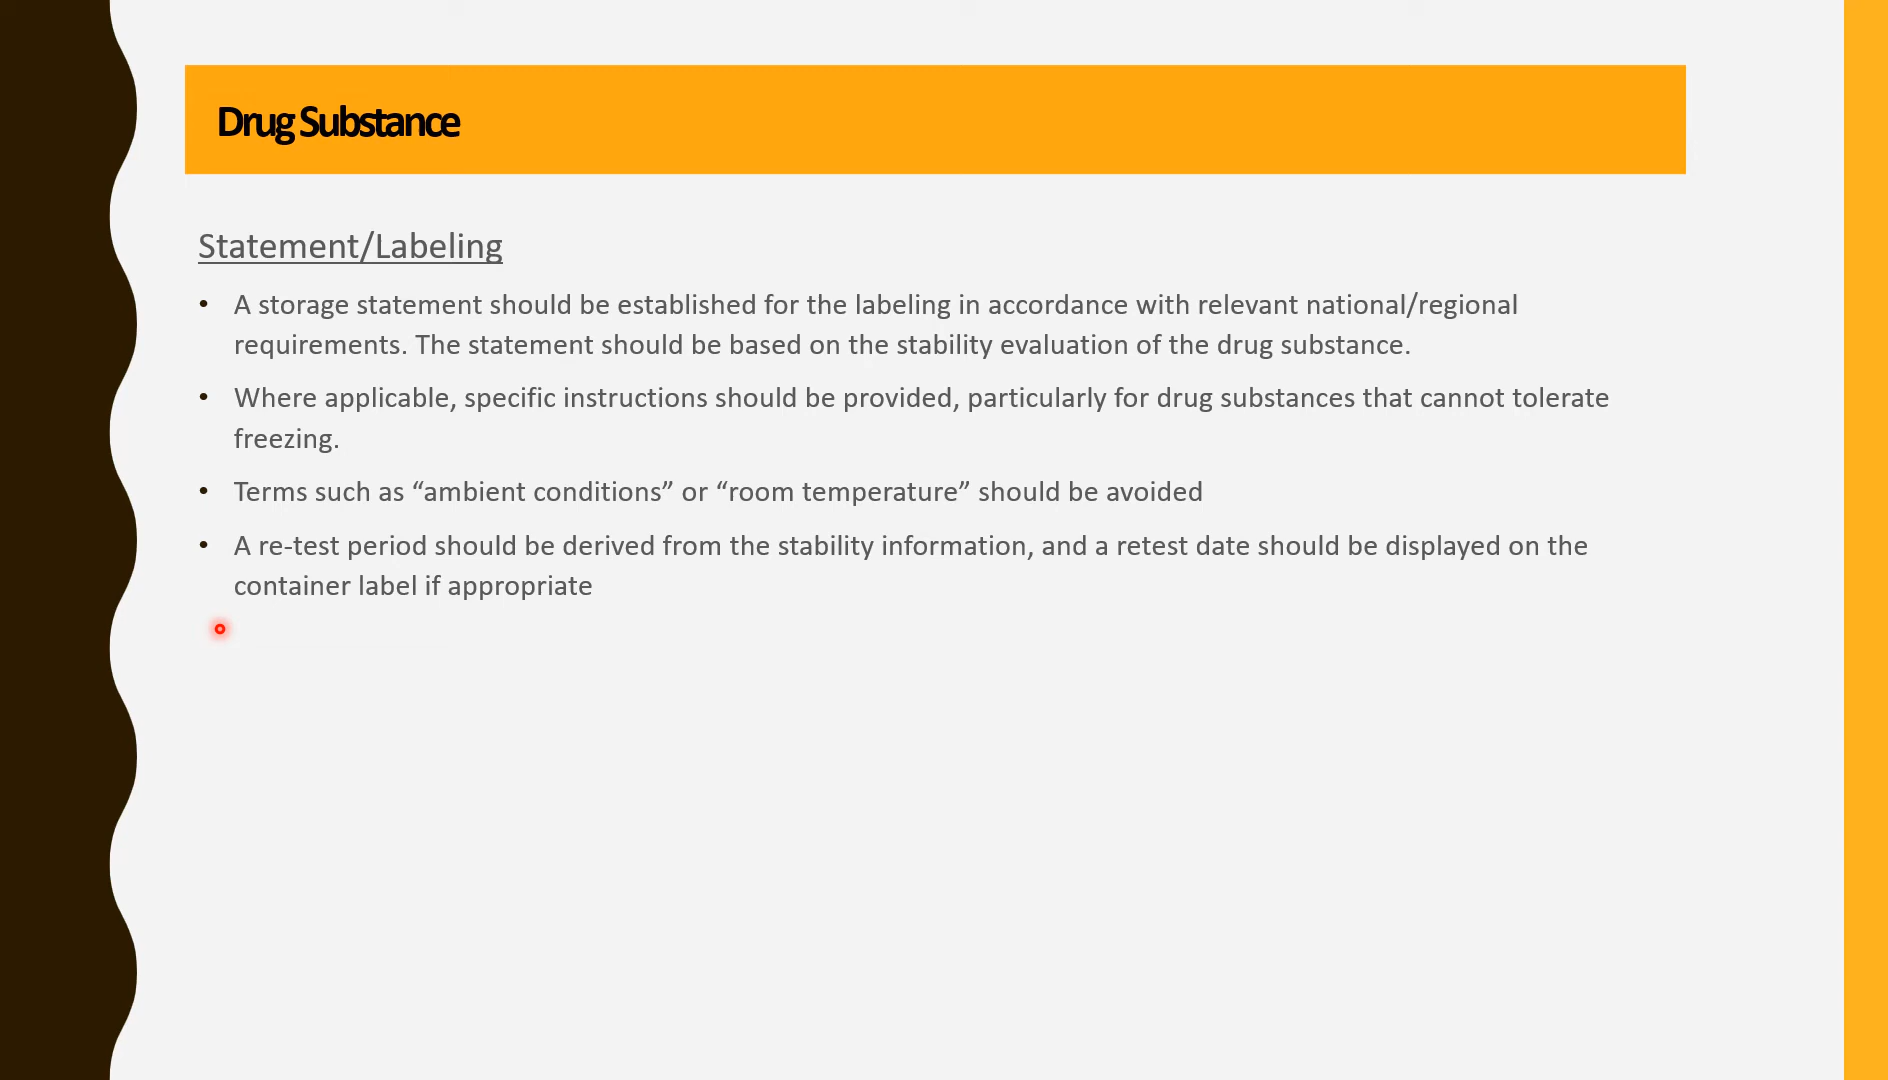 Drug Substance
Statement/Labeling
• A storage statement should be established for the labeling in accordance with relevant national/regional
requirements. The statement should be based on the stability evaluation of the drug substance.
• Where applicable, specific instructions should be provided, particularly for drug substances that cannot tolerate
freezing.
• Terms such as “ambient conditions” or “room temperature” should be avoided
• A re-test period should be derived from the stability information, and a retest date should be displayed on the
container label if appropriate